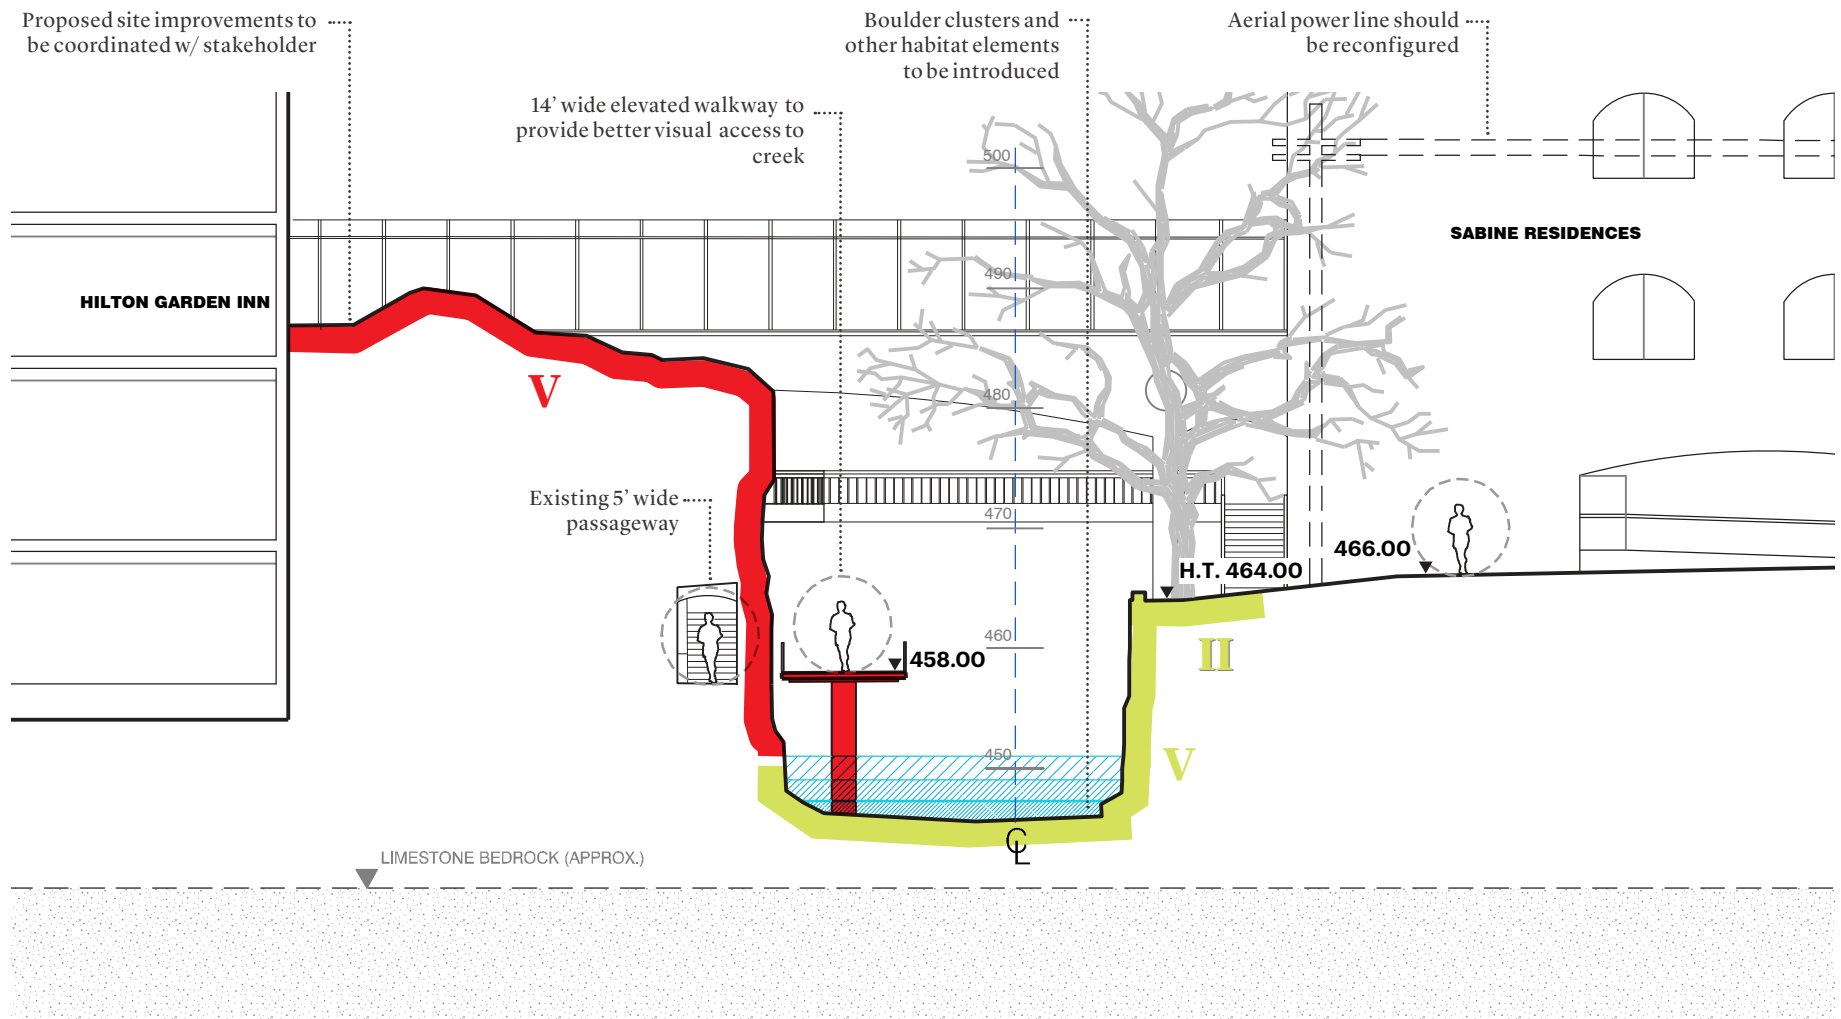 Proposed site improvements to
be coordinated w/ stakeholder
Boulder clusters and
other habitat elements
to be introduced
Aerial power line should
be reconfigured
14’ wide elevated walkway to
provide better visual access to
creek
500
SABINE RESIDENCES
490
HILTON GARDEN INN
V
480
Existing 5’ wide
passageway
470
466.00
H.T. 464.00
460
458.00
II
450
V
CL
LIMESTONE BEDROCK (APPROX.)